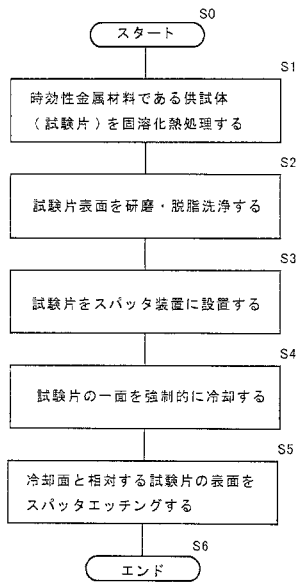 S0
スタート
S1
時効性金属材料である供試体
(試験片)を固溶化熱処理する
S2
試験片表面を研磨・脱脂洗浄する
S3
試験片をスパッタ装置に設置する
S4
試験片の一面を強制的に冷却する
S5
冷却面と相対する試験片の表面を
スパッタエッチングする
S6
エンド